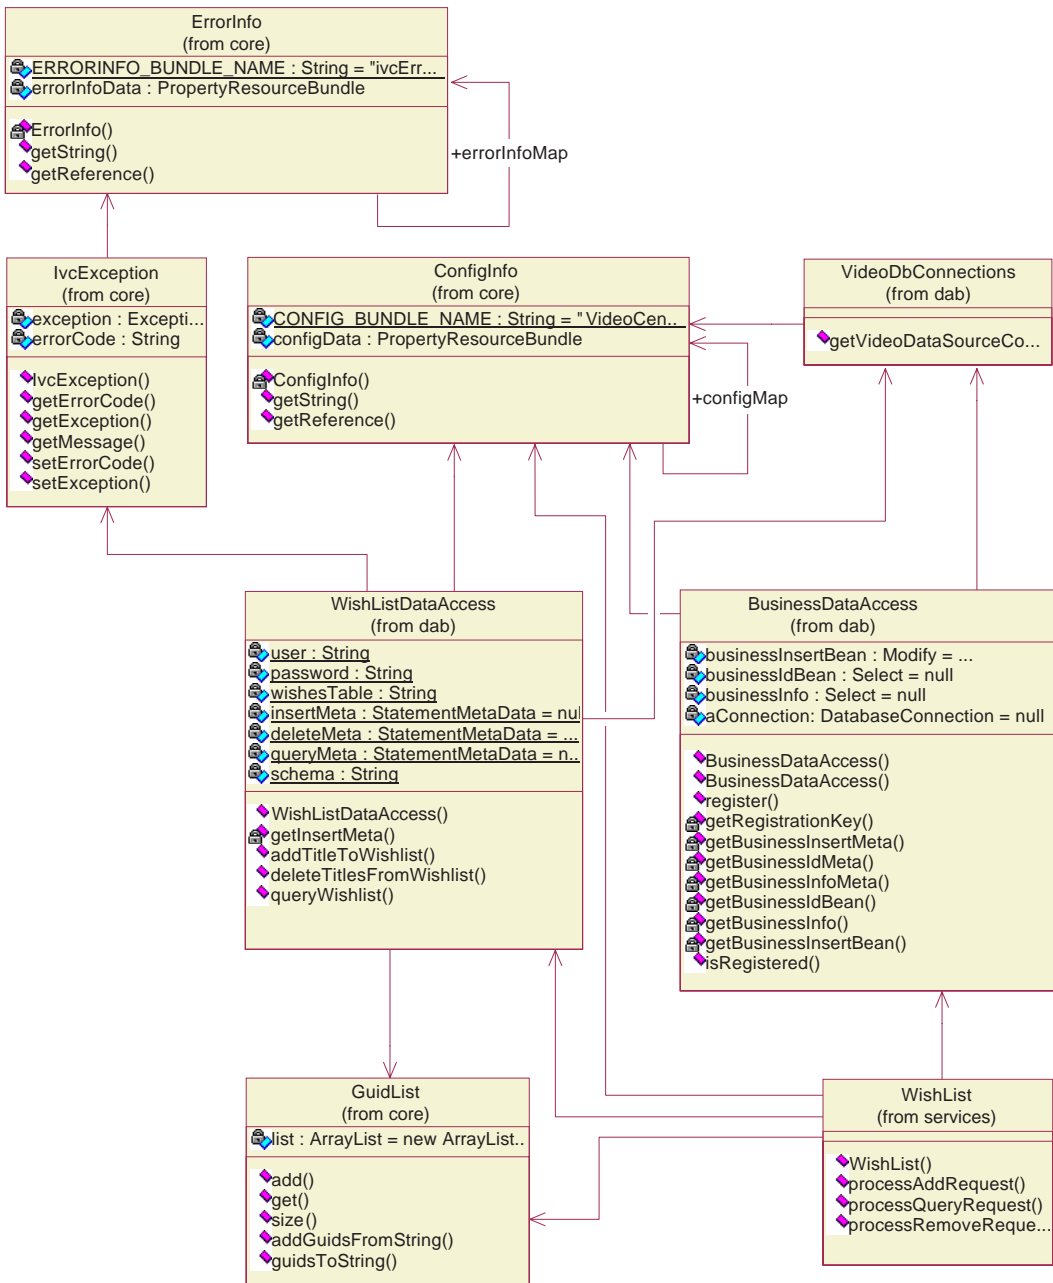 ErrorInfo
(from core)
ERRORINFO_BUNDLE_NAME : String = "ivcErr...
errorInfoData : PropertyResourceBundle
ErrorInfo()
getString()
getReference()
+errorInfoMap
IvcException
(from core)
exception : Excepti...
errorCode : String
IvcException()
getErrorCode()
getException()
getMessage()
setErrorCode()
setException()
ConfigInfo
(from core)
CONFIG_BUNDLE_NAME : String = "VideoCen..
configData : PropertyResourceBundle
ConfigInfo()
getString()
getReference()
+configMap
VideoDbConnections
(from dab)
getVideoDataSourceCo...
WishListDataAccess
(from dab)
user : String
password : String
wishesTable : String
insertMeta : StatementMetaData = nul
deleteMeta : StatementMetaData = ...
queryMeta : StatementMetaData = n..
schema : String
WishListDataAccess()
getInsertMeta()
addTitleToWishlist()
deleteTitlesFromWishlist()
queryWishlist()
BusinessDataAccess
(from dab)
businessInsertBean : Modify = ...
businessIdBean : Select = null
businessInfo : Select = null
aConnection: DatabaseConnection = null
BusinessDataAccess()
BusinessDataAccess()
register()
getRegistrationKey()
getBusinessInsertMeta()
getBusinessIdMeta()
getBusinessInfoMeta()
getBusinessIdBean()
getBusinessInfo()
getBusinessInsertBean()
isRegistered()
GuidList
(from core)
list : ArrayList = new ArrayList..
add()
get()
size()
addGuidsFromString()
guidsToString()
WishList
(from services)
WishList()
processAddRequest()
processQueryRequest()
processRemoveReque...